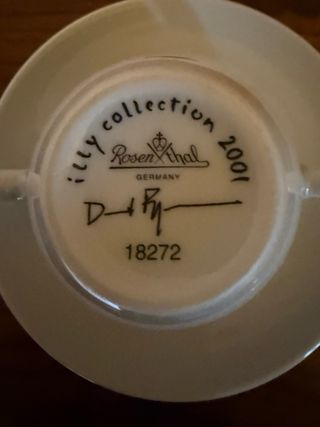 illy collection 2001
Rosenthal
GERMANY
18272